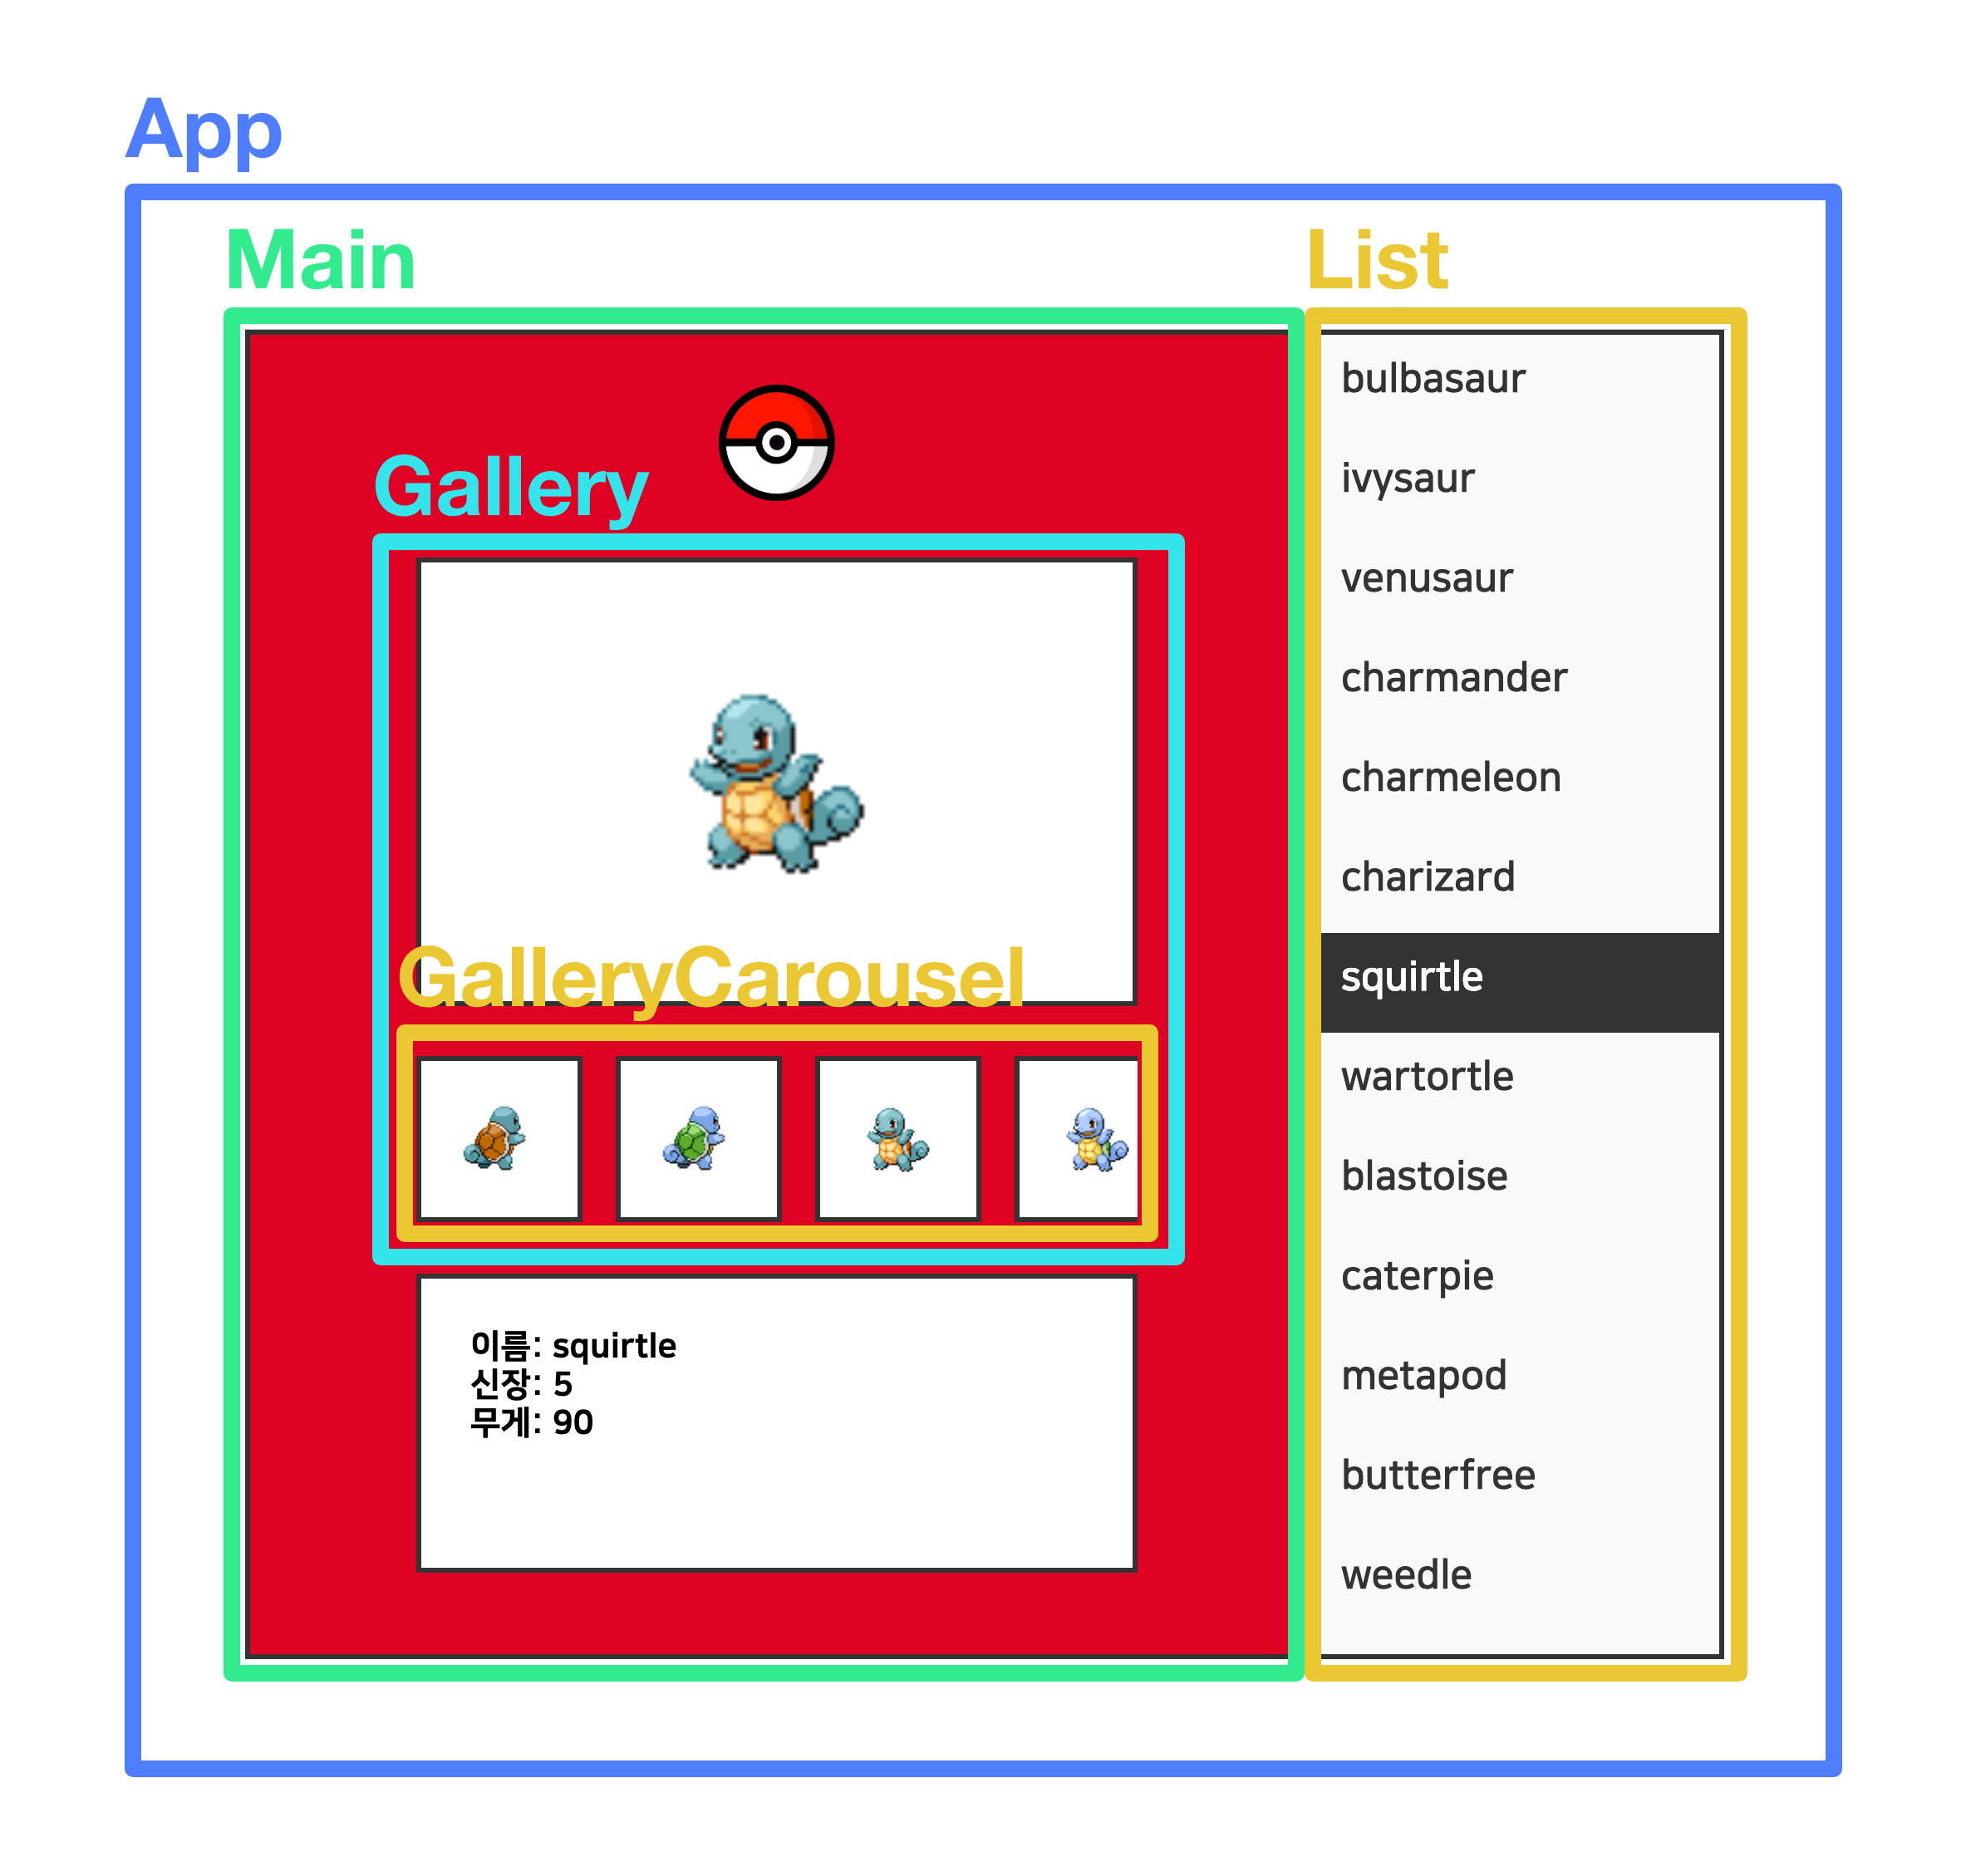 App
Main
Gallery
GalleryCarousel
이름: squirtle
신장: 5
무게: 90
List
bulbasaur
ivysaur
venusaur
charmander
charmeleon
charizard
squirtle
wartortle
blastoise
caterpie
metapod
butterfree
weedle